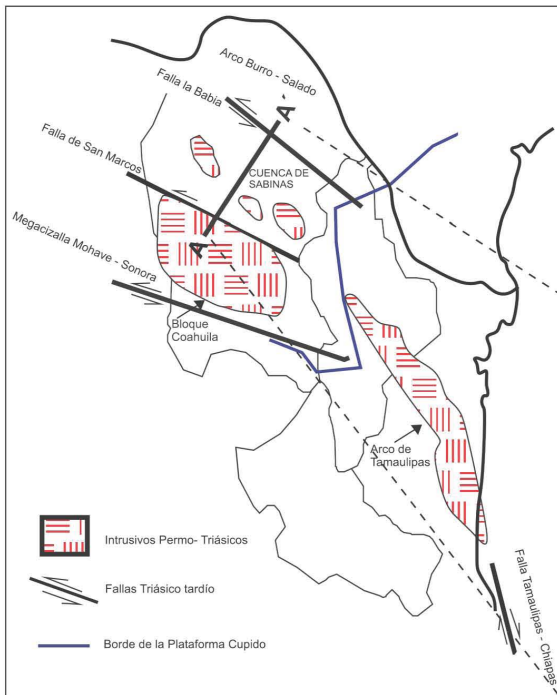 Arco Burro - Salado
Falla la Babia
A
Falla de San Marcos
CUENCA DE
SABINAS
Megacizalla Mohave - Sonora
A
Bloque
Coahuila
Arco de
Tamaulipas
Intrusivos Permo- Triásicos
Fallas Triásico tardío
Falla Tamaulipas - Chiapas
Borde de la Plataforma Cupido